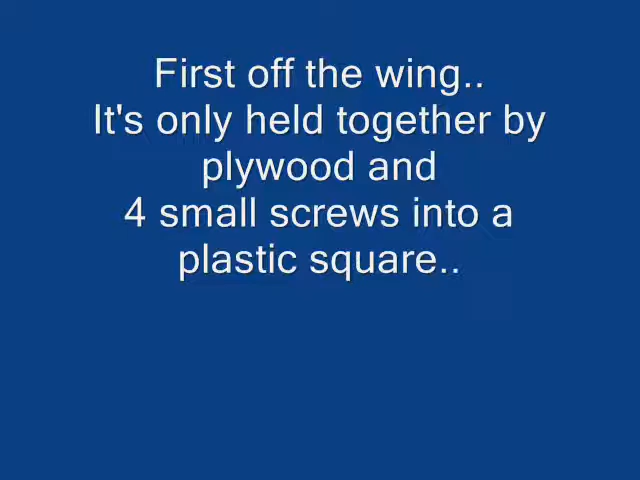 First off the wing..
It's only held together by
plywood and
4 small screws into a
plastic square..